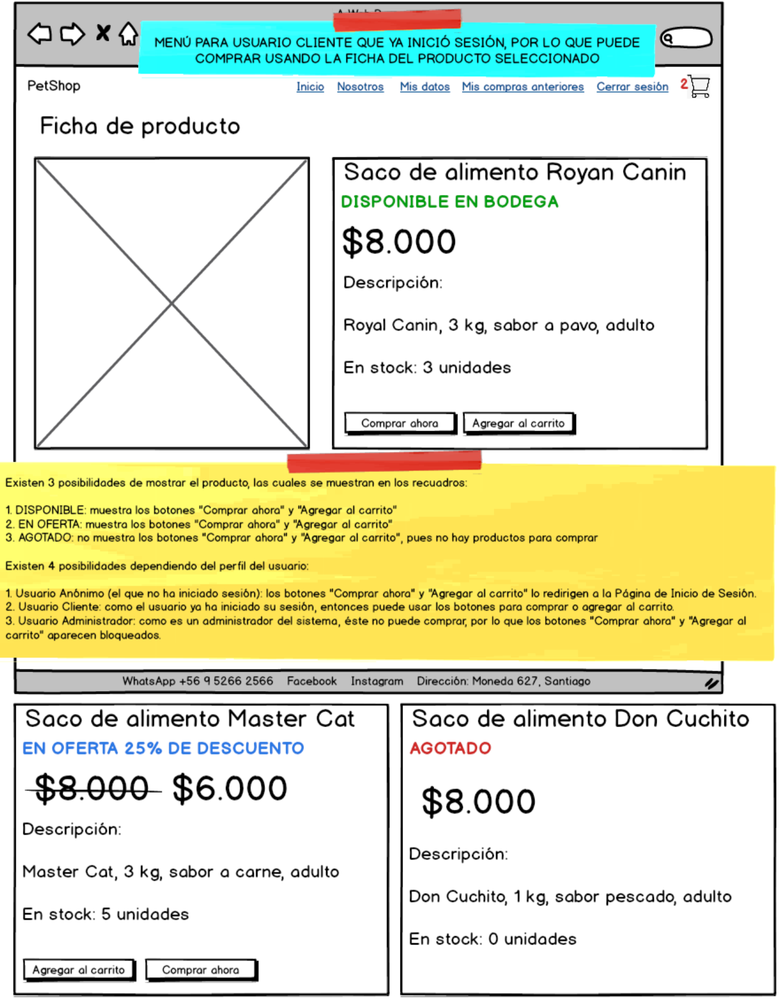 MENÚ PARA USUARIO CLIENTE QUE YA INICIÓ SESIÓN, POR LO QUE PUEDE
COMPRAR USANDO LA FICHA DEL PRODUCTO SELECCIONADO
PetShop
Inicio Nosotros Mis datos Mis compras anteriores Cerrar sesión 2
Ficha de producto
Saco de alimento Royan Canin
DISPONIBLE EN BODEGA
$8.000
Descripción:
Royal Canin, 3 kg, sabor a pavo, adulto
En stock: 3 unidades
Comprar ahora Agregar al carrito
Existen 3 posibilidades de mostrar el producto, las cuales se muestran en los recuadros:
1. DISPONIBLE: muestra los botones "Comprar ahora" y "Agregar al carrito"
2. EN OFERTA: muestra los botones "Comprar ahora" y "Agregar al carrito"
3. AGOTADO: no muestra los botones "Comprar ahora" y "Agregar al carrito", pues no hay productos para comprar
Existen 4 posibilidades dependiendo del perfil del usuario:
1. Usuario Anónimo (el que no ha iniciado sesión): los botones "Comprar ahora" y "Agregar al carrito" lo redirigen a la Página de Inicio de Sesión.
2. Usuario Cliente: como el usuario ya ha iniciado su sesión, entonces puede usar los botones para comprar o agregar al carrito.
3. Usuario Administrador: como es un administrador del sistema, éste no puede comprar, por lo que los botones "Comprar ahora" y "Agregar al
carrito" aparecen bloqueados.
WhatsApp +56 9 5266 2566 Facebook Instagram Dirección: Moneda 627, Santiago
Saco de alimento Master Cat
EN OFERTA 25% DE DESCUENTO
$8.000 $6.000
Descripción:
Master Cat, 3 kg, sabor a carne, adulto
En stock: 5 unidades
Agregar al carrito Comprar ahora
Saco de alimento Don Cuchito
AGOTADO
$8.000
Descripción:
Don Cuchito, 1 kg, sabor pescado, adulto
En stock: 0 unidades